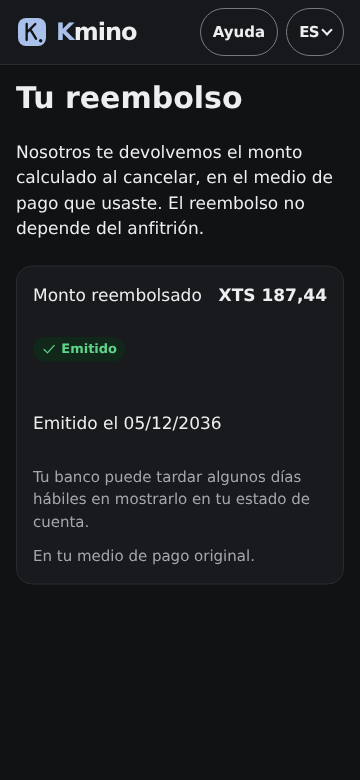 K. Kmino
Ayuda
ES
Tu reembolso
Nosotros te devolvemos el monto
calculado al cancelar, en el medio de
pago que usaste. El reembolso no
depende del anfitrión.
Monto reembolsado XTS 187,44
Emitido
Emitido el 05/12/2036
Tu banco puede tardar algunos días
hábiles en mostrarlo en tu estado de
cuenta.
En tu medio de pago original.